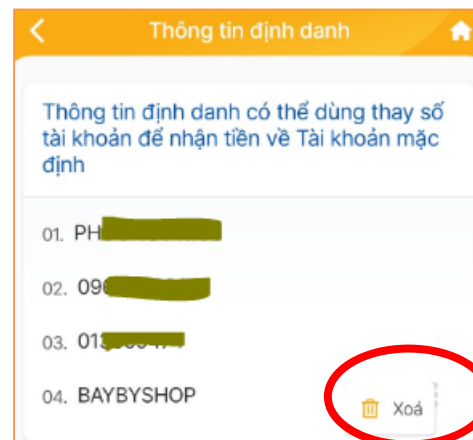 Thông tin định danh
Thông tin định danh có thể dùng thay số
tài khoản để nhận tiền về Tài khoản mặc
định
01. PH
02. 09
03. 01
04. BAYBYSHOP
Xoá